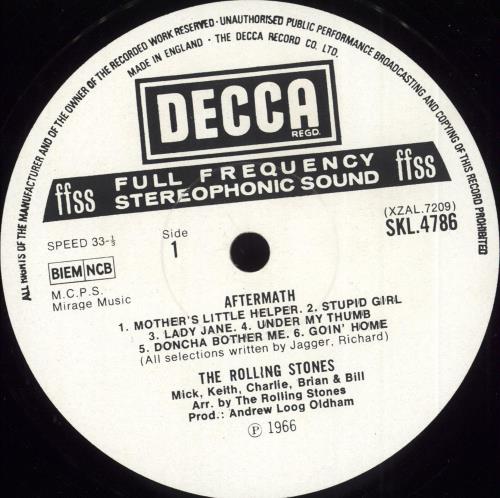 ALL RIGHTS OF THE MANUFACTURER AND OF THE OWNER OF THE RECORDED WORK RESERVED · UNAUTHORISED PUBLIC PERFORMANCE BROADCASTING AND COPYING OF THIS RECORD PROHIBITED
MADE IN ENGLAND · THE DECCA RECORD CO. LTD.
DECCA
REGD.
ffss FULL FREQUENCY ffss
STEREOPHONIC SOUND
SPEED 33-⅓
Side
1
(XZAL.7209)
SKL.4786
BIEM NCB
M.C.P.S.
Mirage Music
AFTERMATH
1. MOTHER'S LITTLE HELPER. 2. STUPID GIRL
3. LADY JANE. 4. UNDER MY THUMB
5. DONCHA BOTHER ME. 6. GOIN' HOME
(All selections written by Jagger, Richard)
THE ROLLING STONES
Mick, Keith, Charlie, Brian & Bill
Arr. by The Rolling Stones
Prod.: Andrew Loog Oldham
℗ 1966